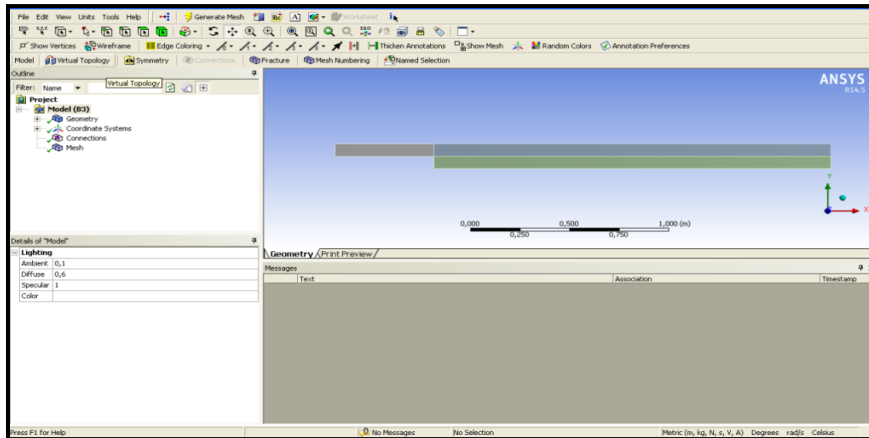 File Edit View Units Tools Help Generate Mesh Worksheet
Show Vertices Wireframe Edge Coloring Thicken Annotations Show Mesh Random Colors Annotation Preferences
Model Virtual Topology Symmetry Connections Fracture Mesh Numbering Named Selection
Outline
Filter: Name
Virtual Topology
Project
Model (B3)
Geometry
Coordinate Systems
Connections
Mesh
ANSYS
R14.5
Y
X
0,000 0,500 1,000 (m)
0,250 0,750
Details of "Model"
Lighting
Ambient 0,1
Diffuse 0,6
Specular 1
Color
Geometry Print Preview
Messages
Text Association Timestamp
Press F1 for Help No Messages No Selection Metric (m, kg, N, s, V, A) Degrees rad/s Celsius